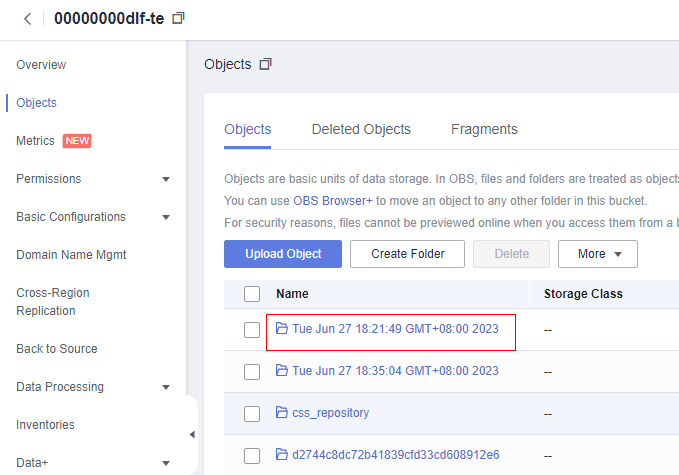 00000000dlf-te
Overview
Objects
Metrics NEW
Permissions
Basic Configurations
Domain Name Mgmt
Cross-Region
Replication
Back to Source
Data Processing
Inventories
Data+
Objects
Objects Deleted Objects Fragments
Objects are basic units of data storage. In OBS, files and folders are treated as objects
You can use OBS Browser+ to move an object to any other folder in this bucket.
For security reasons, files cannot be previewed online when you access them from a b
Upload Object Create Folder Delete More
Name Storage Class
Tue Jun 27 18:21:49 GMT+08:00 2023 --
Tue Jun 27 18:35:04 GMT+08:00 2023 --
css_repository --
d2744c8dc72b41839cfd33cd608912e6 --